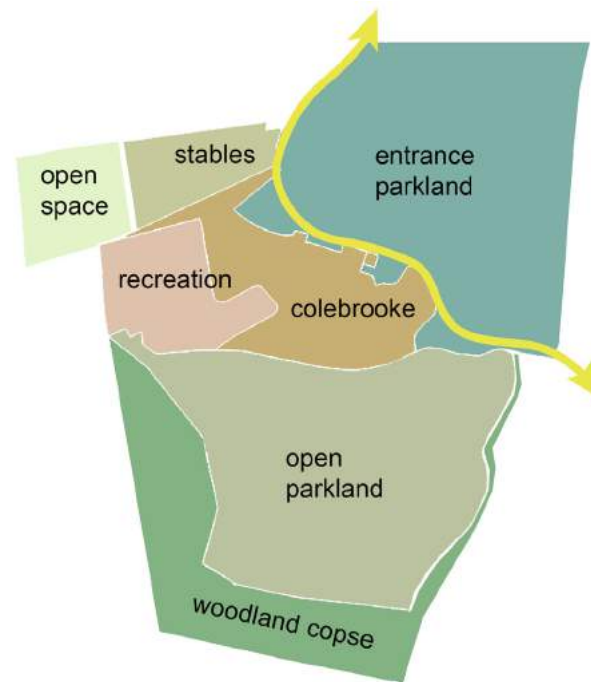 stables
entrance
parkland
open
space
recreation
colebrooke
open
parkland
woodland copse